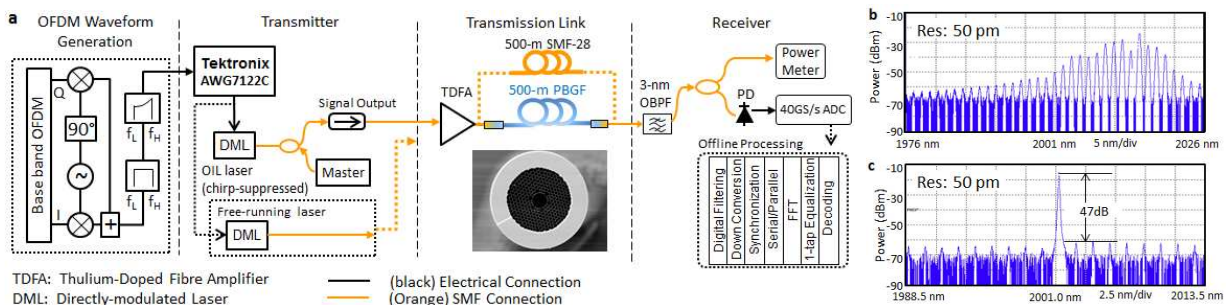 a
OFDM Waveform
Generation
Transmitter
Transmission Link
Receiver
Base band OFDM
Q
90°
~
I
+
f_L f_H
f_L f_H
Tektronix
AWG7122C
DML
OIL laser
(chirp-suppressed)
Signal Output
Master
Free-running laser
DML
TDFA
500-m SMF-28
500-m PBGF
3-nm
OBPF
Power
Meter
PD
40GS/s ADC
Offline Processing
Digital Filtering
Down Conversion
Synchronization
Serial/Parallel
FFT
1-tap Equalization
Decoding
TDFA: Thulium-Doped Fibre Amplifier
DML: Directly-modulated Laser
(black) Electrical Connection
(Orange) SMF Connection
b
Res: 50 pm
Power (dBm)
-10
-30
-50
-70
-90
1976 nm 2001 nm 5 nm/div 2026 nm
c
Res: 50 pm
47dB
Power (dBm)
-10
-30
-50
-70
-90
1988.5 nm 2001.0 nm 2.5 nm/div 2013.5 nm